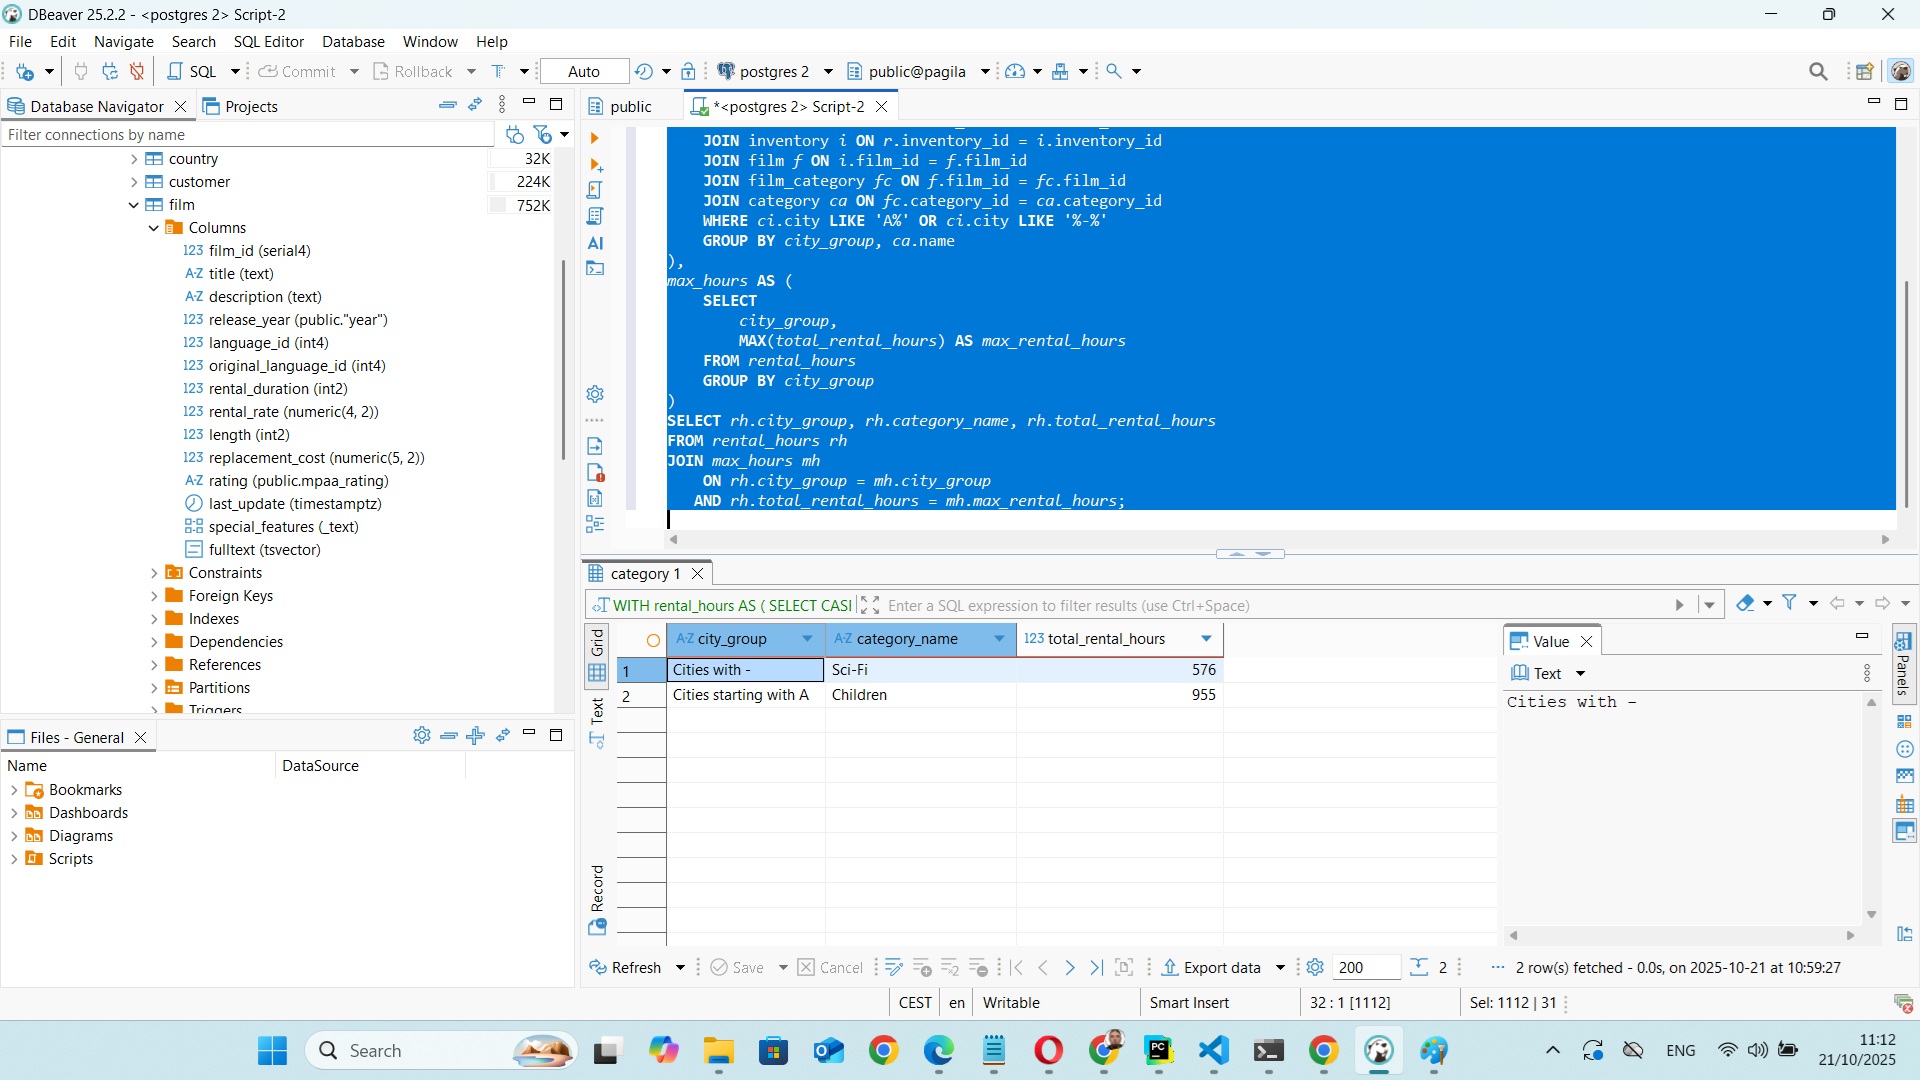 DBeaver 25.2.2 - <postgres 2> Script-2
File Edit Navigate Search SQL Editor Database Window Help
SQL Commit Rollback T Auto postgres 2 public@pagila
Database Navigator Projects
Filter connections by name
country 32K
customer 224K
film 752K
Columns
123 film_id (serial4)
A-Z title (text)
A-Z description (text)
123 release_year (public."year")
123 language_id (int4)
123 original_language_id (int4)
123 rental_duration (int2)
123 rental_rate (numeric(4, 2))
123 length (int2)
123 replacement_cost (numeric(5, 2))
A-Z rating (public.mpaa_rating)
last_update (timestamptz)
special_features (_text)
fulltext (tsvector)
Constraints
Foreign Keys
Indexes
Dependencies
References
Partitions
Triggers
Files - General
Name DataSource
Bookmarks
Dashboards
Diagrams
Scripts
public *<postgres 2> Script-2
AI
JOIN inventory i ON r.inventory_id = i.inventory_id
JOIN film f ON i.film_id = f.film_id
JOIN film_category fc ON f.film_id = fc.film_id
JOIN category ca ON fc.category_id = ca.category_id
WHERE ci.city LIKE 'A%' OR ci.city LIKE '%-%'
GROUP BY city_group, ca.name
),
max_hours AS (
SELECT
city_group,
MAX(total_rental_hours) AS max_rental_hours
FROM rental_hours
GROUP BY city_group
)
SELECT rh.city_group, rh.category_name, rh.total_rental_hours
FROM rental_hours rh
JOIN max_hours mh
ON rh.city_group = mh.city_group
AND rh.total_rental_hours = mh.max_rental_hours;
category 1
WITH rental_hours AS ( SELECT CASI Enter a SQL expression to filter results (use Ctrl+Space)
Grid
Text
Record
A-Z city_group A-Z category_name 123 total_rental_hours
1 Cities with - Sci-Fi 576
2 Cities starting with A Children 955
Value
Text
Cities with -
Panels
Refresh Save Cancel Export data 200 2 ... 2 row(s) fetched - 0.0s, on 2025-10-21 at 10:59:27
CEST en Writable Smart Insert 32 : 1 [1112] Sel: 1112 | 31
Search
PC
ENG
11:12
21/10/2025